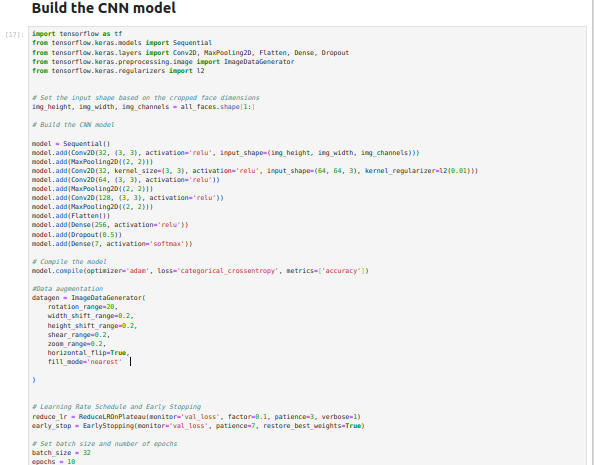 Build the CNN model
[17]:
import tensorflow as tf
from tensorflow.keras.models import Sequential
from tensorflow.keras.layers import Conv2D, MaxPooling2D, Flatten, Dense, Dropout
from tensorflow.keras.preprocessing.image import ImageDataGenerator
from tensorflow.keras.regularizers import l2
# Set the input shape based on the cropped face dimensions
img_height, img_width, img_channels = all_faces.shape[1:]
# Build the CNN model
model = Sequential()
model.add(Conv2D(32, (3, 3), activation='relu', input_shape=(img_height, img_width, img_channels)))
model.add(MaxPooling2D((2, 2)))
model.add(Conv2D(32, kernel_size=(3, 3), activation='relu', input_shape=(64, 64, 3), kernel_regularizer=l2(0.01)))
model.add(Conv2D(64, (3, 3), activation='relu'))
model.add(MaxPooling2D((2, 2)))
model.add(Conv2D(128, (3, 3), activation='relu'))
model.add(MaxPooling2D((2, 2)))
model.add(Flatten())
model.add(Dense(256, activation='relu'))
model.add(Dropout(0.5))
model.add(Dense(7, activation='softmax'))
# Compile the model
model.compile(optimizer='adam', loss='categorical_crossentropy', metrics=['accuracy'])
#Data augmentation
datagen = ImageDataGenerator(
rotation_range=20,
width_shift_range=0.2,
height_shift_range=0.2,
shear_range=0.2,
zoom_range=0.2,
horizontal_flip=True,
fill_mode='nearest'
)
# Learning Rate Schedule and Early Stopping
reduce_lr = ReduceLROnPlateau(monitor='val_loss', factor=0.1, patience=3, verbose=1)
early_stop = EarlyStopping(monitor='val_loss', patience=7, restore_best_weights=True)
# Set batch size and number of epochs
batch_size = 32
epochs = 10